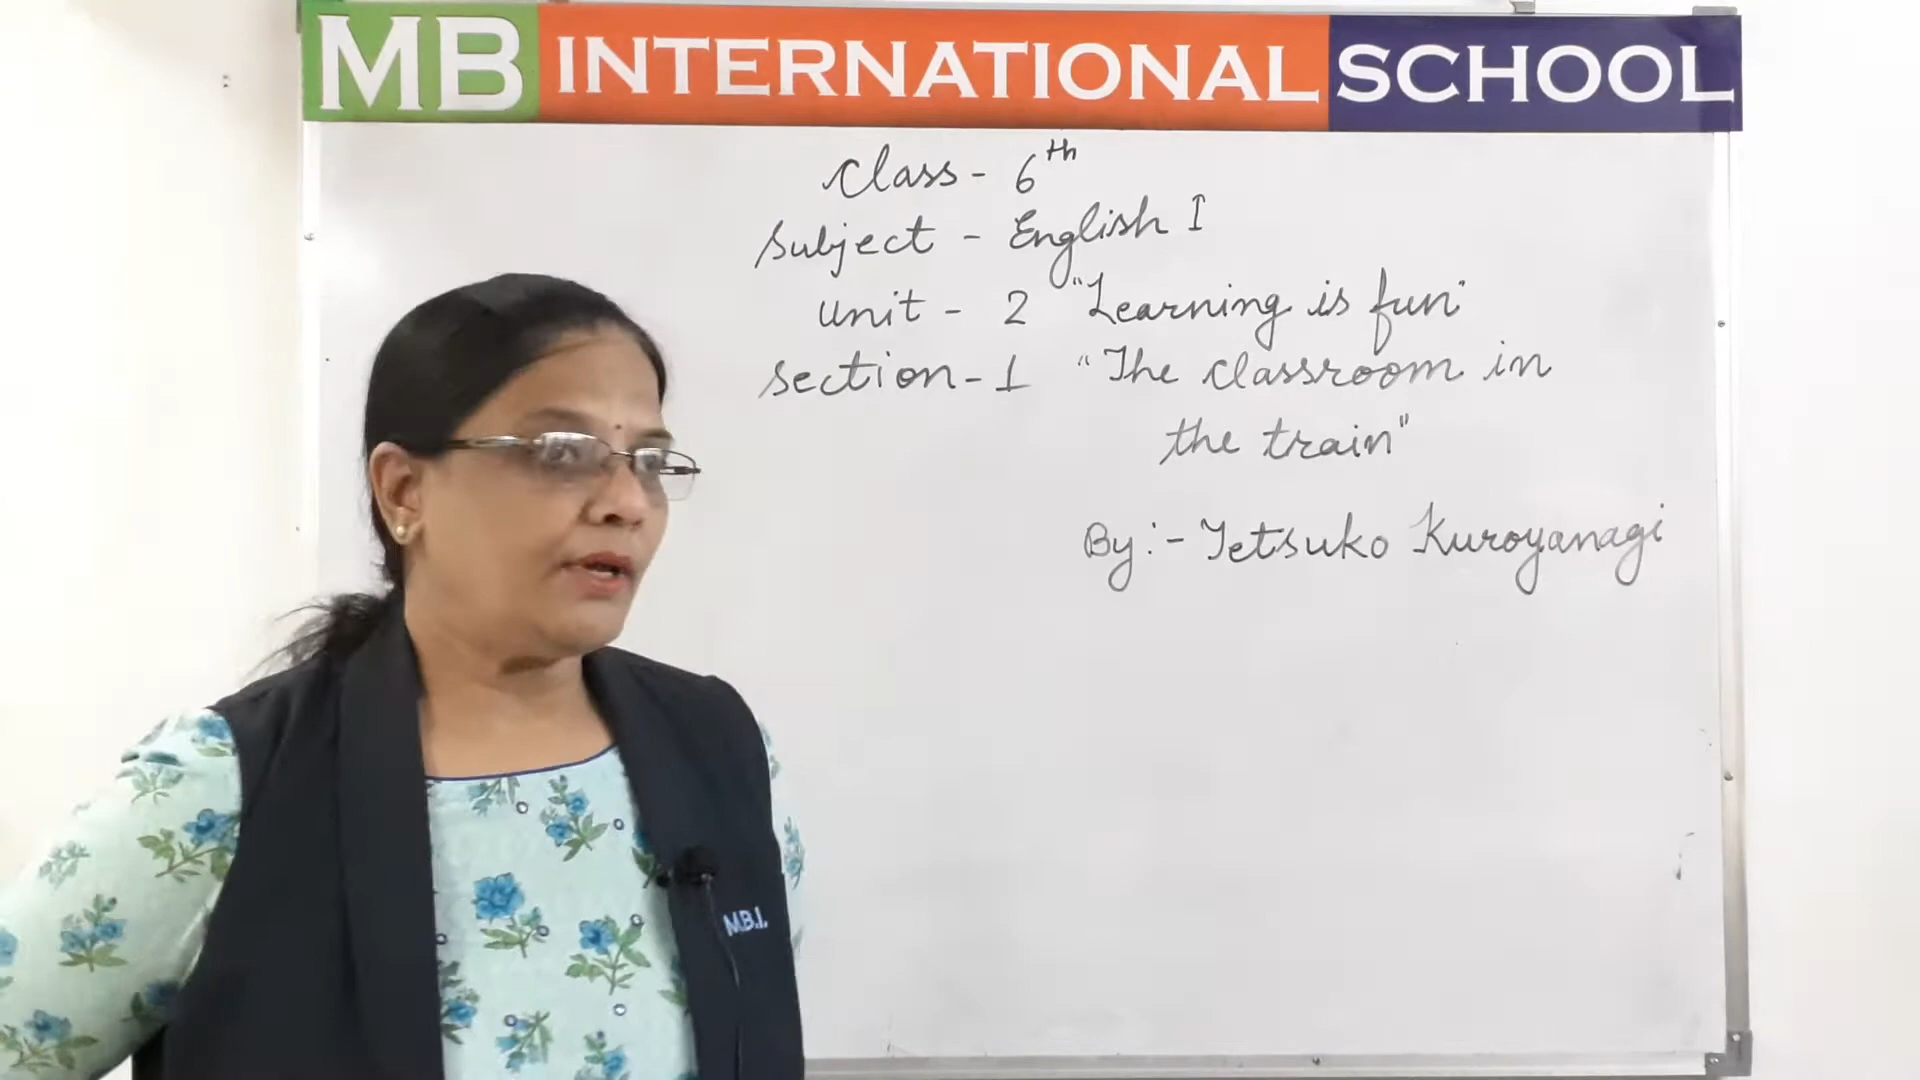 MB INTERNATIONAL SCHOOL
Class - 6th
Subject - English I
Unit - 2 "Learning is fun"
Section - 1 "The classroom in
the train"
By :- Tetsuko Kuroyanagi
M.B.I.